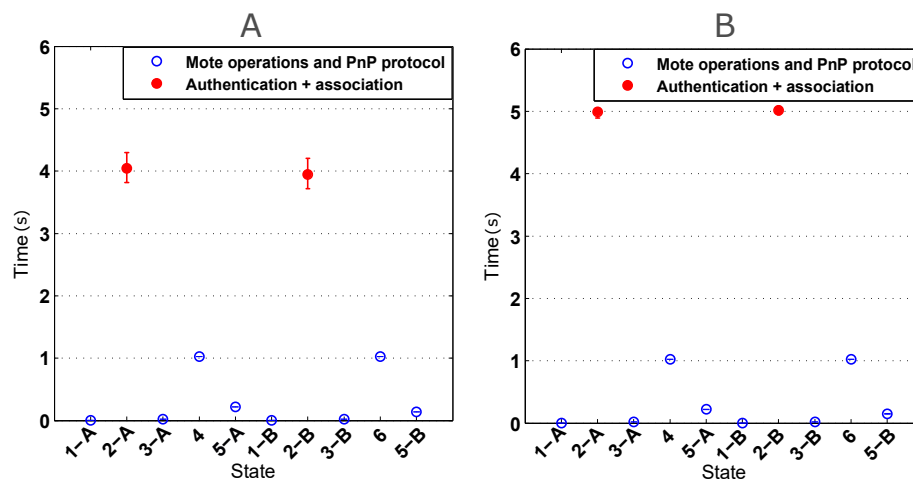 A
6
5
4
3
2
1
0
Time (s)
Mote operations and PnP protocol
Authentication + association
1-A
2-A
3-A
4
5-A
1-B
2-B
3-B
6
5-B
State
B
6
5
4
3
2
1
0
Time (s)
Mote operations and PnP protocol
Authentication + association
1-A
2-A
3-A
4
5-A
1-B
2-B
3-B
6
5-B
State